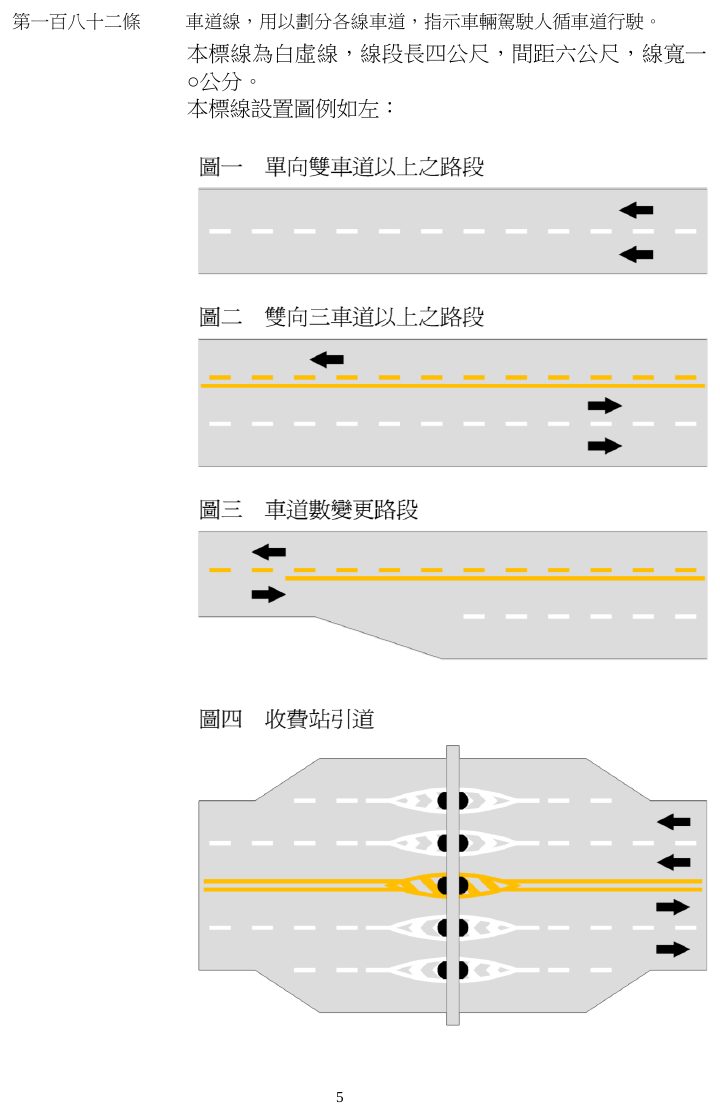 第一百八十二條　　車道線，用以劃分各線車道，指示車輛駕駛人循車道行駛。
本標線為白虛線，線段長四公尺，間距六公尺，線寬一
○公分。
本標線設置圖例如左：
圖一　單向雙車道以上之路段
圖二　雙向三車道以上之路段
圖三　車道數變更路段
圖四　收費站引道
5